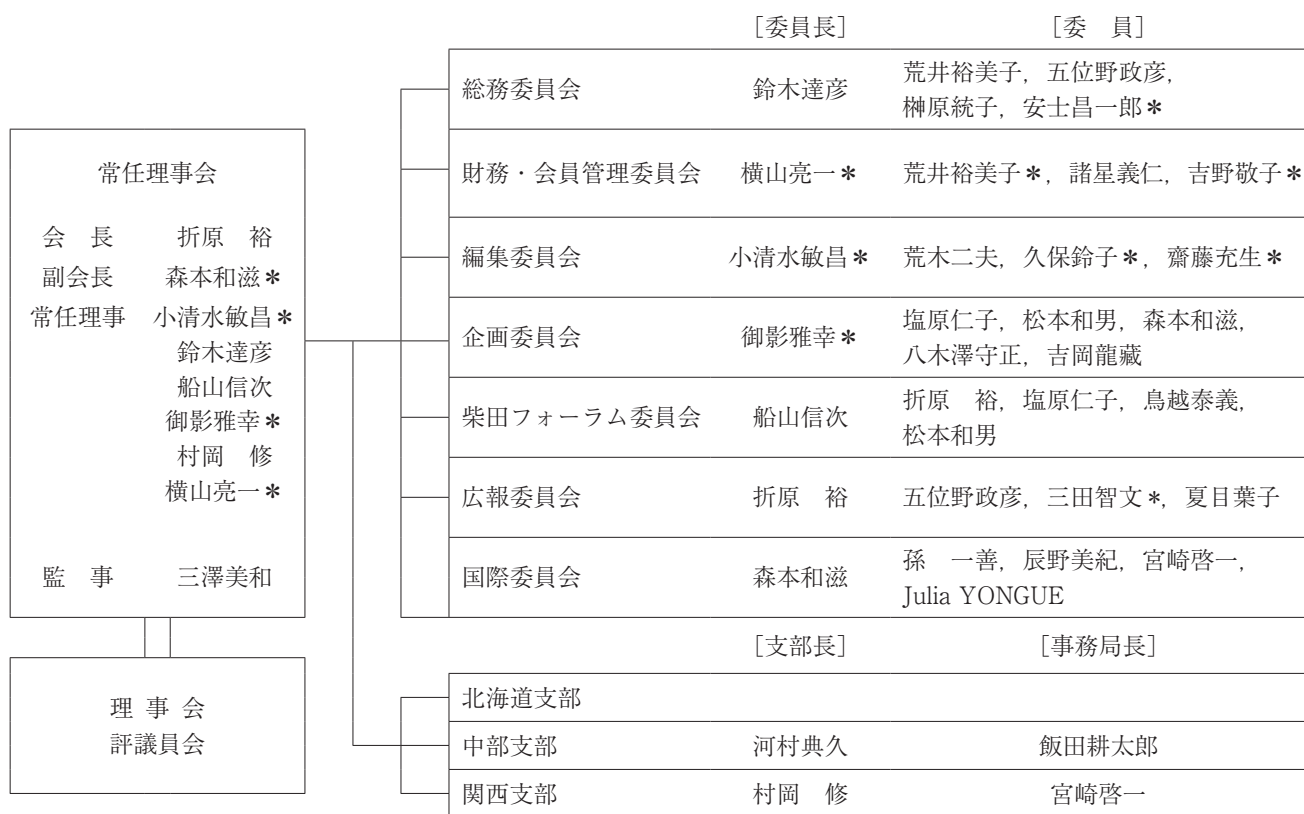 常任理事会
会　長　折原　裕
副会長　森本和滋＊
常任理事　小清水敏昌＊
鈴木達彦
船山信次
御影雅幸＊
村岡　修
横山亮一＊
監　事　三澤美和
理 事 会
評議員会
［委員長］　［委　員］
総務委員会　鈴木達彦　荒井裕美子，五位野政彦，
榊原統子，安士昌一郎＊
財務・会員管理委員会　横山亮一＊　荒井裕美子＊，諸星義仁，吉野敬子＊
編集委員会　小清水敏昌＊　荒木二夫，久保鈴子＊，齋藤充生＊
企画委員会　御影雅幸＊　塩原仁子，松本和男，森本和滋，
八木澤守正，吉岡龍藏
柴田フォーラム委員会　船山信次　折原　裕，塩原仁子，鳥越泰義，
松本和男
広報委員会　折原　裕　五位野政彦，三田智文＊，夏目葉子
国際委員会　森本和滋　孫　一善，辰野美紀，宮崎啓一，
Julia YONGUE
［支部長］　［事務局長］
北海道支部
中部支部　河村典久　飯田耕太郎
関西支部　村岡　修　宮崎啓一